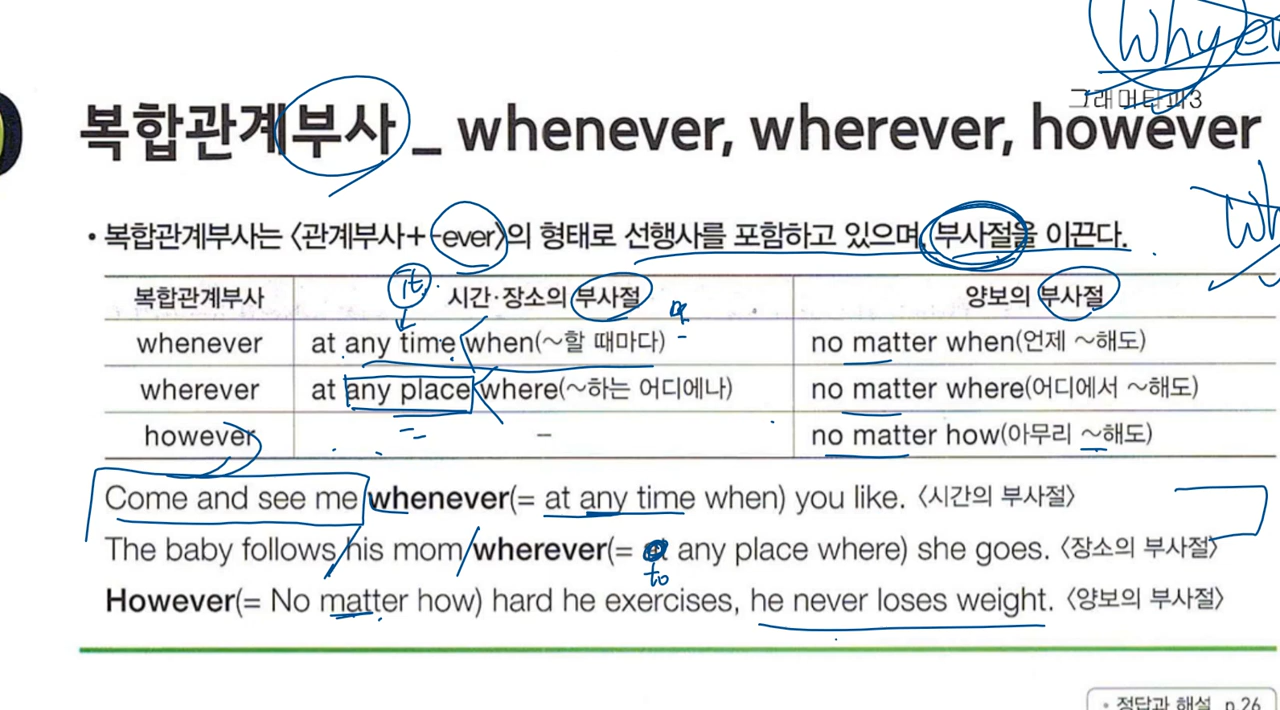 Why
그래머타파3
복합관계부사_ whenever, wherever, however
• 복합관계부사는 〈관계부사+-ever〉의 형태로 선행사를 포함하고 있으며, 부사절을 이끈다.
it
복합관계부사 시간·장소의 부사절 양보의 부사절
whenever at any time when(~할 때마다) no matter when(언제 ~해도)
wherever at any place where(~하는 어디에나) no matter where(어디에서 ~해도)
however – no matter how(아무리 ~해도)
Come and see me whenever(= at any time when) you like. 〈시간의 부사절〉
The baby follows his mom wherever(= at any place where) she goes. 〈장소의 부사절〉
to
However(= No matter how) hard he exercises, he never loses weight. 〈양보의 부사절〉
• 정답과 해설 p.26